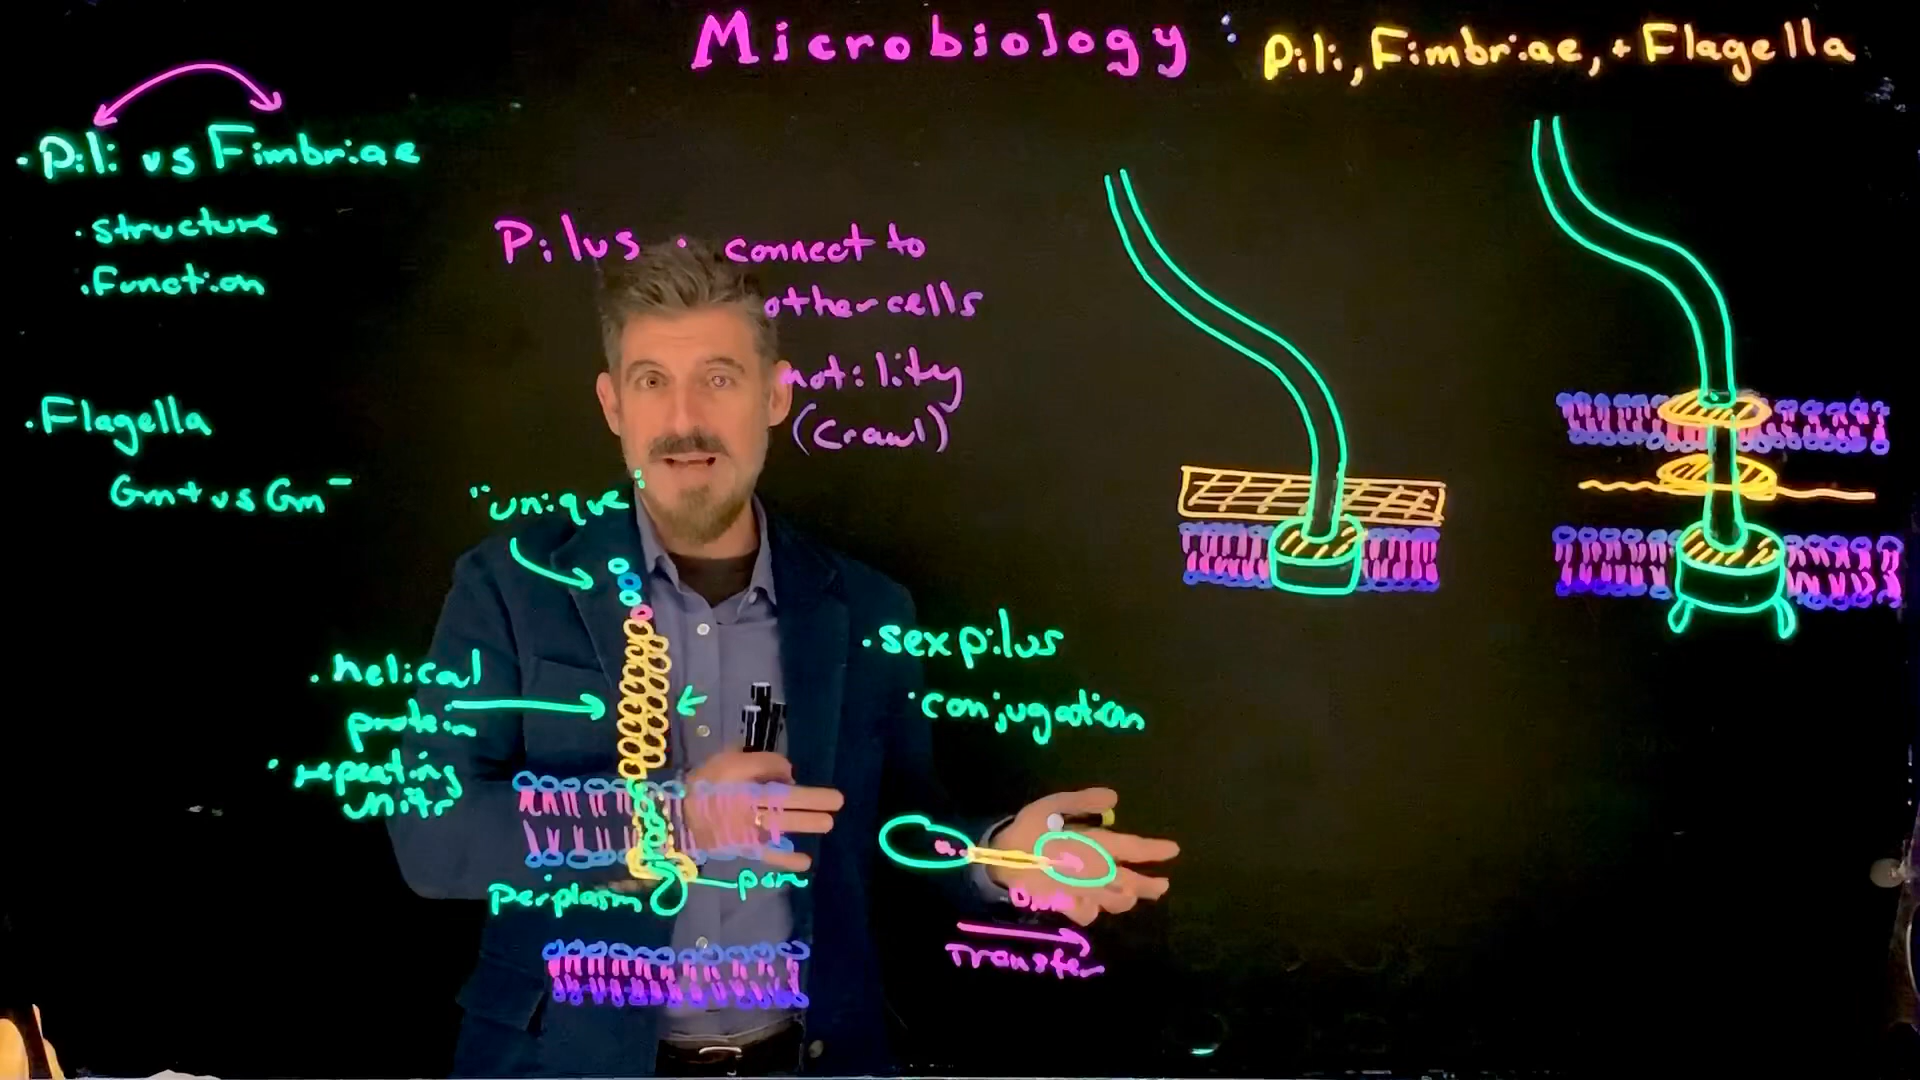 Microbiology : Pili, Fimbriae, + Flagella
• Pili vs Fimbriae
• structure
• Function
• Flagella
Gm+ vs Gm-
Pilus • connect to
other cells
motility
(crawl)
"unique"
• helical
protein
• repeating
units
periplasm
• sex pilus
• conjugation
DNA
Transfer